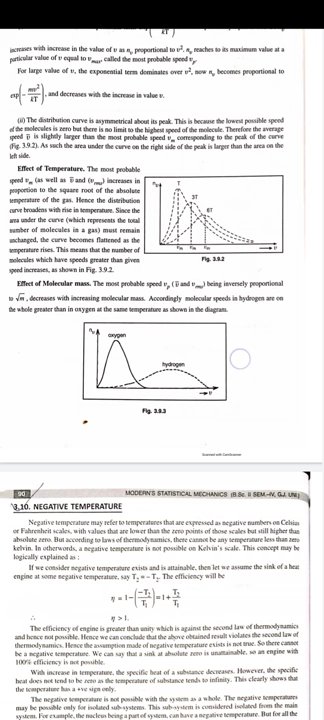 kT
increases with increase in the value of v as nv proportional to v². nv reaches to its maximum value at a
particular value of v equal to vmax, called the most probable speed vp.
For large value of v, the exponential term dominates over v², now nv becomes proportional to
exp(- mv²/kT), and decreases with the increase in value v.
(ii) The distribution curve is asymmetrical about its peak. This is because the lowest possible speed
of the molecules is zero but there is no limit to the highest speed of the molecule. Therefore the average
speed v̄ is slightly larger than the most probable speed vm corresponding to the peak of the curve
(Fig. 3.9.2). As such the area under the curve on the right side of the peak is larger than the area on the
left side.
Effect of Temperature. The most probable
speed vm (as well as v̄ and (vrms) increases in
proportion to the square root of the absolute
temperature of the gas. Hence the distribution
curve broadens with rise in temperature. Since the
area under the curve (which represents the total
number of molecules in a gas) must remain
unchanged, the curve becomes flattened as the
temperature rises. This means that the number of
molecules which have speeds greater than given
speed increases, as shown in Fig. 3.9.2.
nv
T
3T
6T
vm vm vm v
Fig. 3.9.2
Effect of Molecular mass. The most probable speed vp (v̄ and vrms) being inversely proportional
to √m, decreases with increasing molecular mass. Accordingly molecular speeds in hydrogen are on
the whole greater than in oxygen at the same temperature as shown in the diagram.
nv
oxygen
hydrogen
v
Fig. 3.9.3
Scanned with CamScanner
90
MODERN'S STATISTICAL MECHANICS (B.Sc. II SEM.–IV, GJ. UNI.)
3.10. NEGATIVE TEMPERATURE
Negative temperature may refer to temperatures that are expressed as negative numbers on Celsius
or Fahrenheit scales, with values that are lower than the zero points of those scales but still higher than
absolute zero. But according to laws of thermodynamics, there cannot be any temperature less than zero
kelvin. In otherwords, a negative temperature is not possible on Kelvin's scale. This concept may be
logically explained as :
If we consider negative temperature exists and is attainable, then let we assume the sink of a heat
engine at some negative temperature, say T₂ = – T₂. The efficiency will be
η = 1 – (–T₂/T₁) = 1 + T₂/T₁
∴ η > 1.
The efficiency of engine is greater than unity which is against the second law of thermodynamics
and hence not possible. Hence we can conclude that the above obtained result violates the second law of
thermodynamics. Hence the assumption made of negative temperature exists is not true. So there cannot
be a negative temperature. We can say that a sink at absolute zero is unattainable, so an engine with
100% efficiency is not possible.
With increase in temperature, the specific heat of a substance decreases. However, the specific
heat does not tend to be zero as the temperature of substance tends to infinity. This clearly shows that
the temperature has a +ve sign only.
The negative temperature is not possible with the system as a whole. The negative temperatures
may be possible only for isolated sub-systems. This sub-system is considered isolated from the main
system. For example, the nucleus being a part of system, can have a negative temperature. But for all the